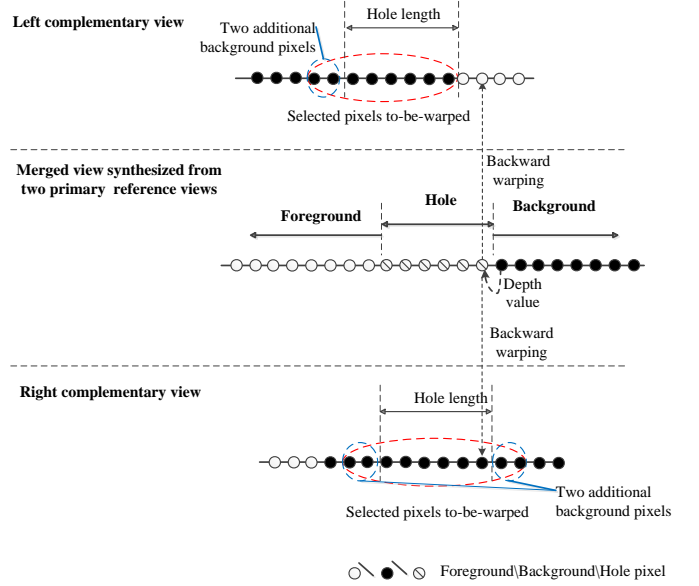 Left complementary view
Hole length
Two additional
background pixels
Selected pixels to-be-warped
Backward
warping
Merged view synthesized from
two primary reference views
Hole
Foreground
Background
Depth
value
Backward
warping
Right complementary view
Hole length
Selected pixels to-be-warped
Two additional
background pixels
Foreground\Background\Hole pixel